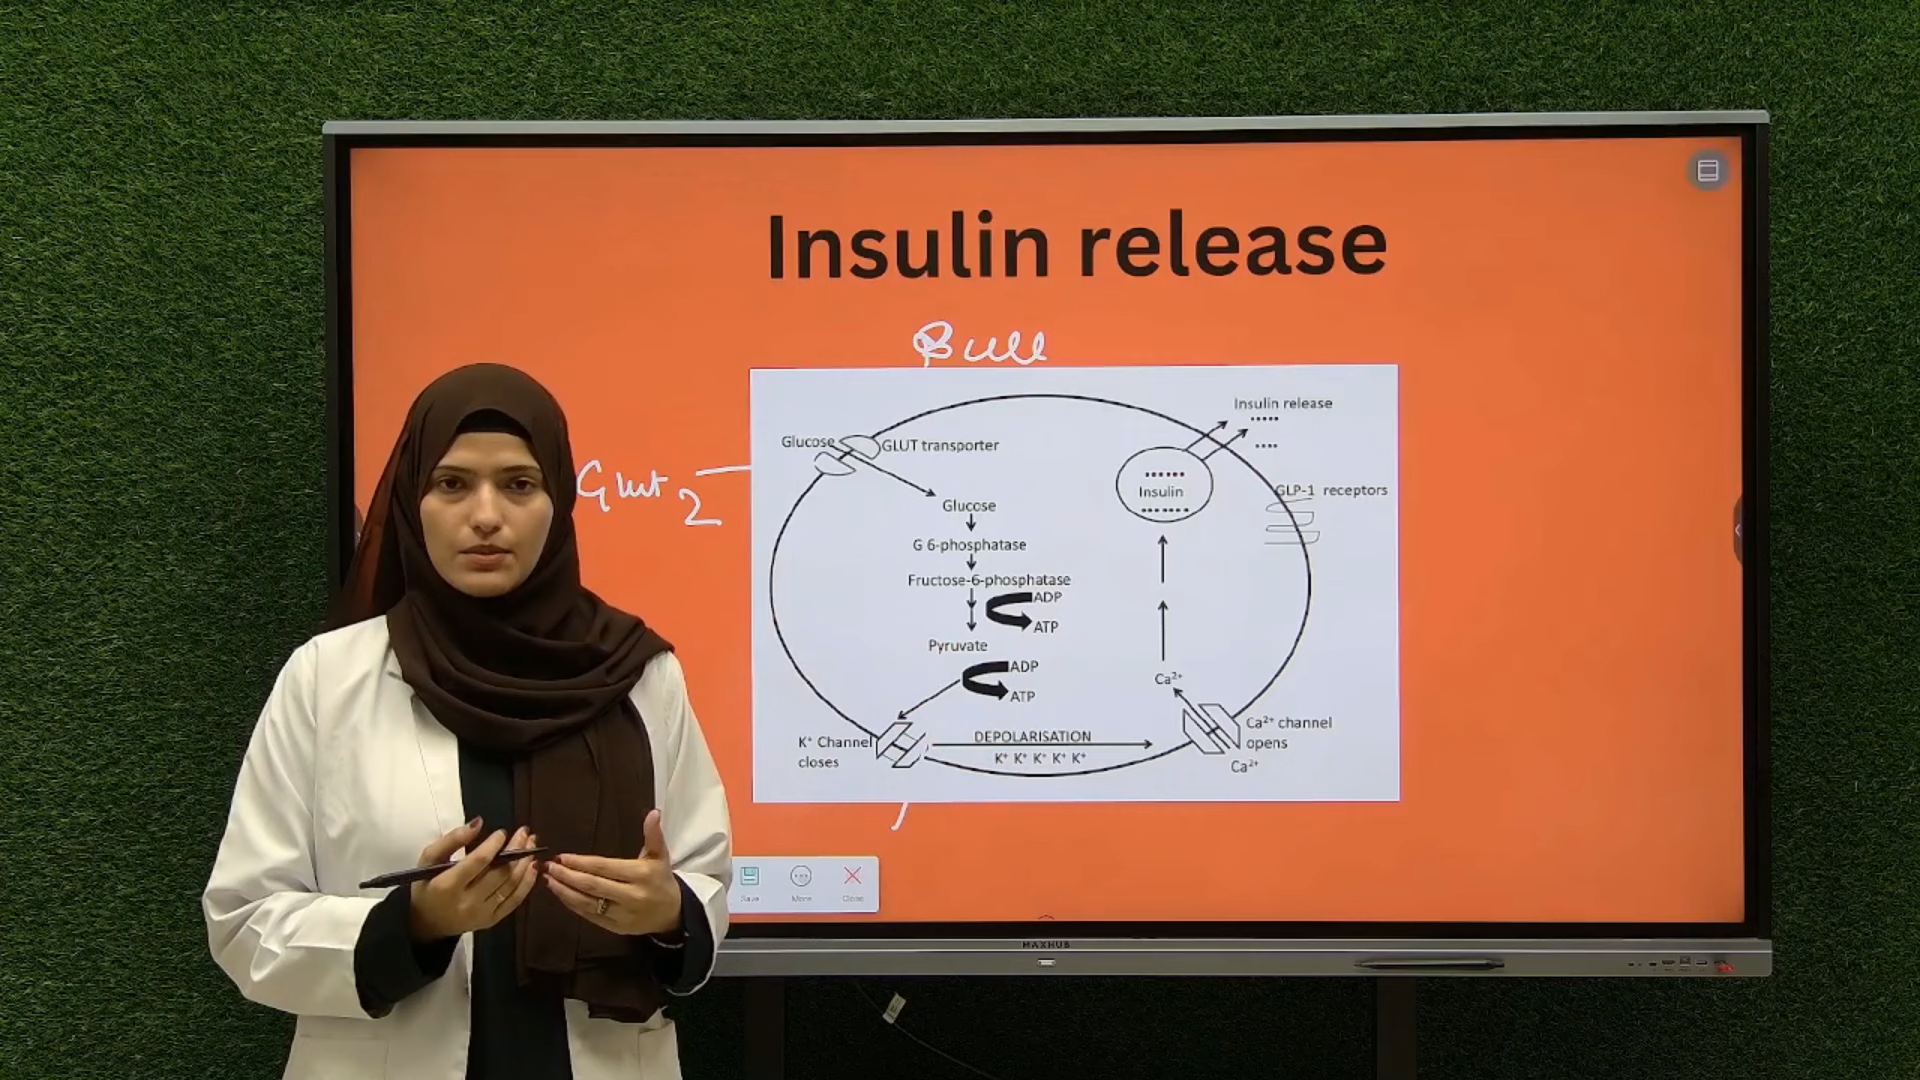 Insulin release
B cell
Glut 2
Insulin release
Glucose
GLUT transporter
Insulin
GLP-1 receptors
Glucose
G 6-phosphatase
Fructose-6-phosphatase
ADP
ATP
Pyruvate
ADP
ATP
Ca²⁺
K⁺ Channel
closes
DEPOLARISATION
K⁺ K⁺ K⁺ K⁺ K⁺
Ca²⁺ channel
opens
Ca²⁺
Save
More
Close
MAXHUB